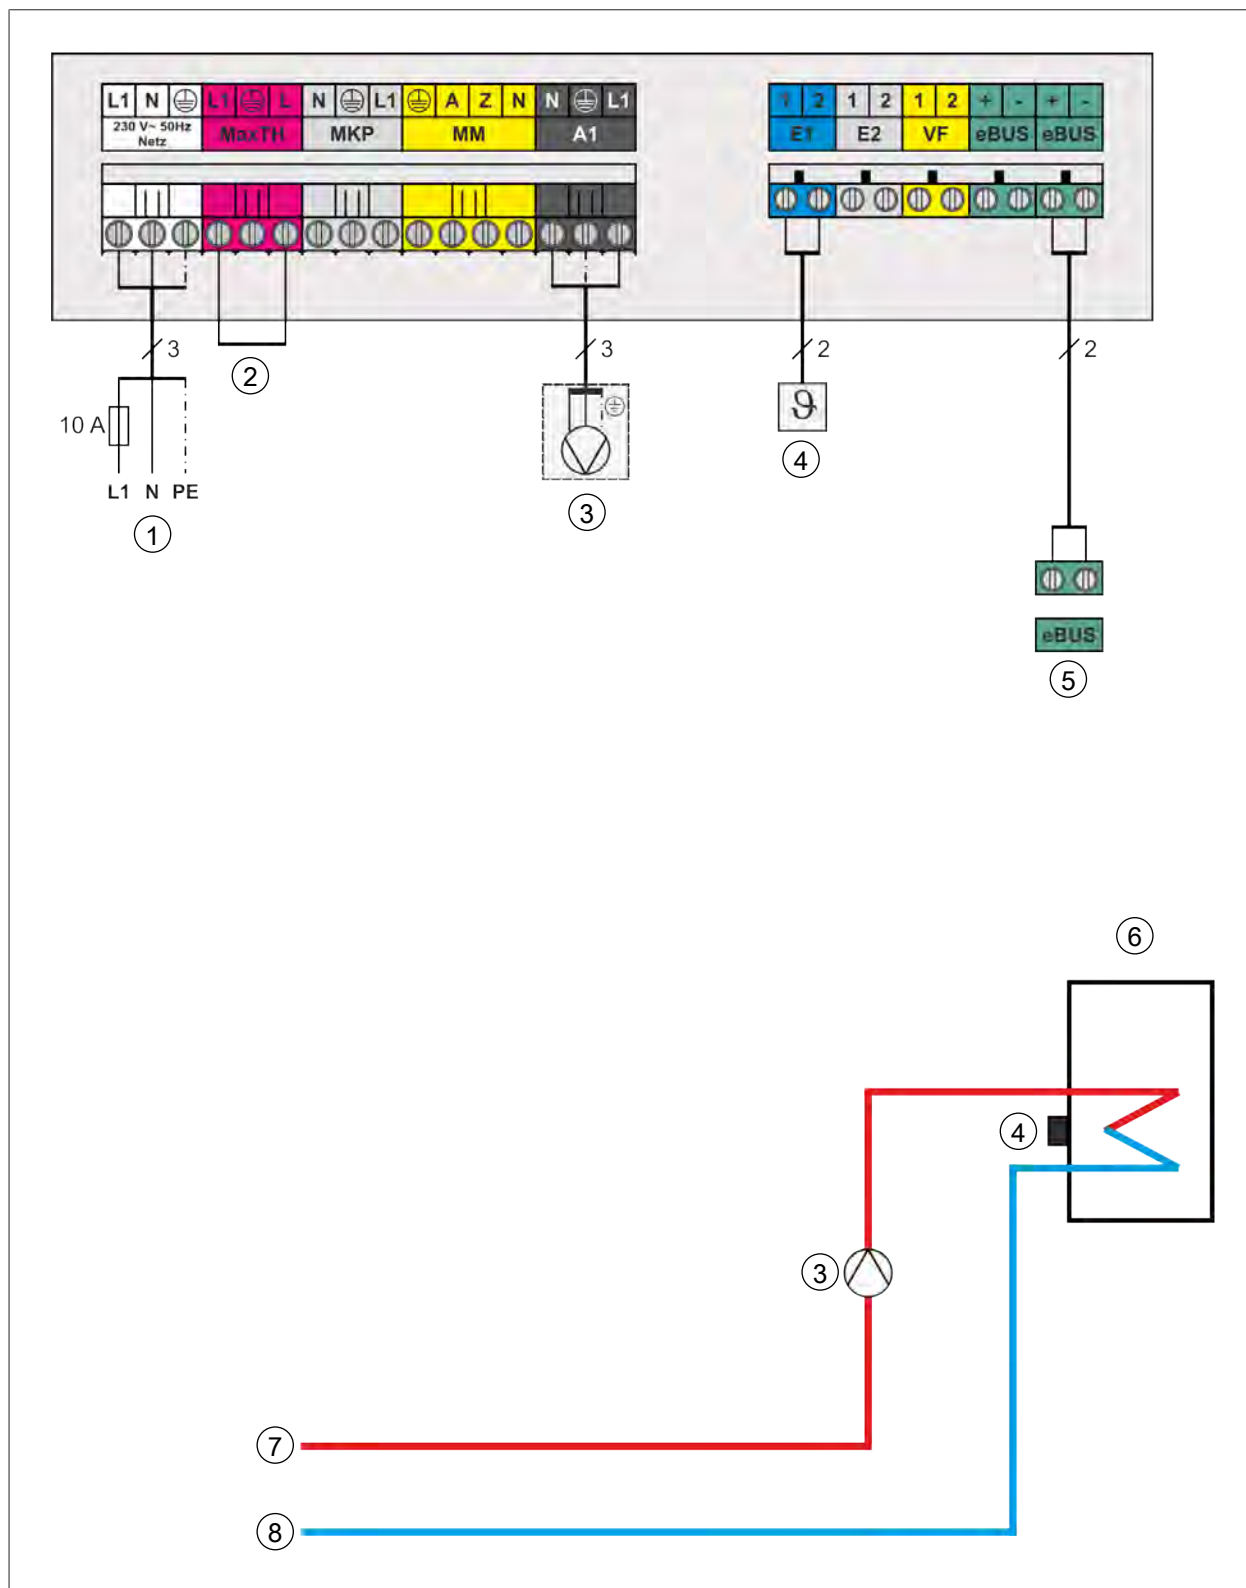 L1 N L1 L N L1 A Z N N L1 1 2 1 2 1 2 + - + -
230 V~ 50Hz
Netz
MaxTH MKP MM A1 E1 E2 VF eBUS eBUS
3 3 2 2
2
10 A
ϑ
4
L1 N PE
3
1
eBUS
5
6
4
3
7
8